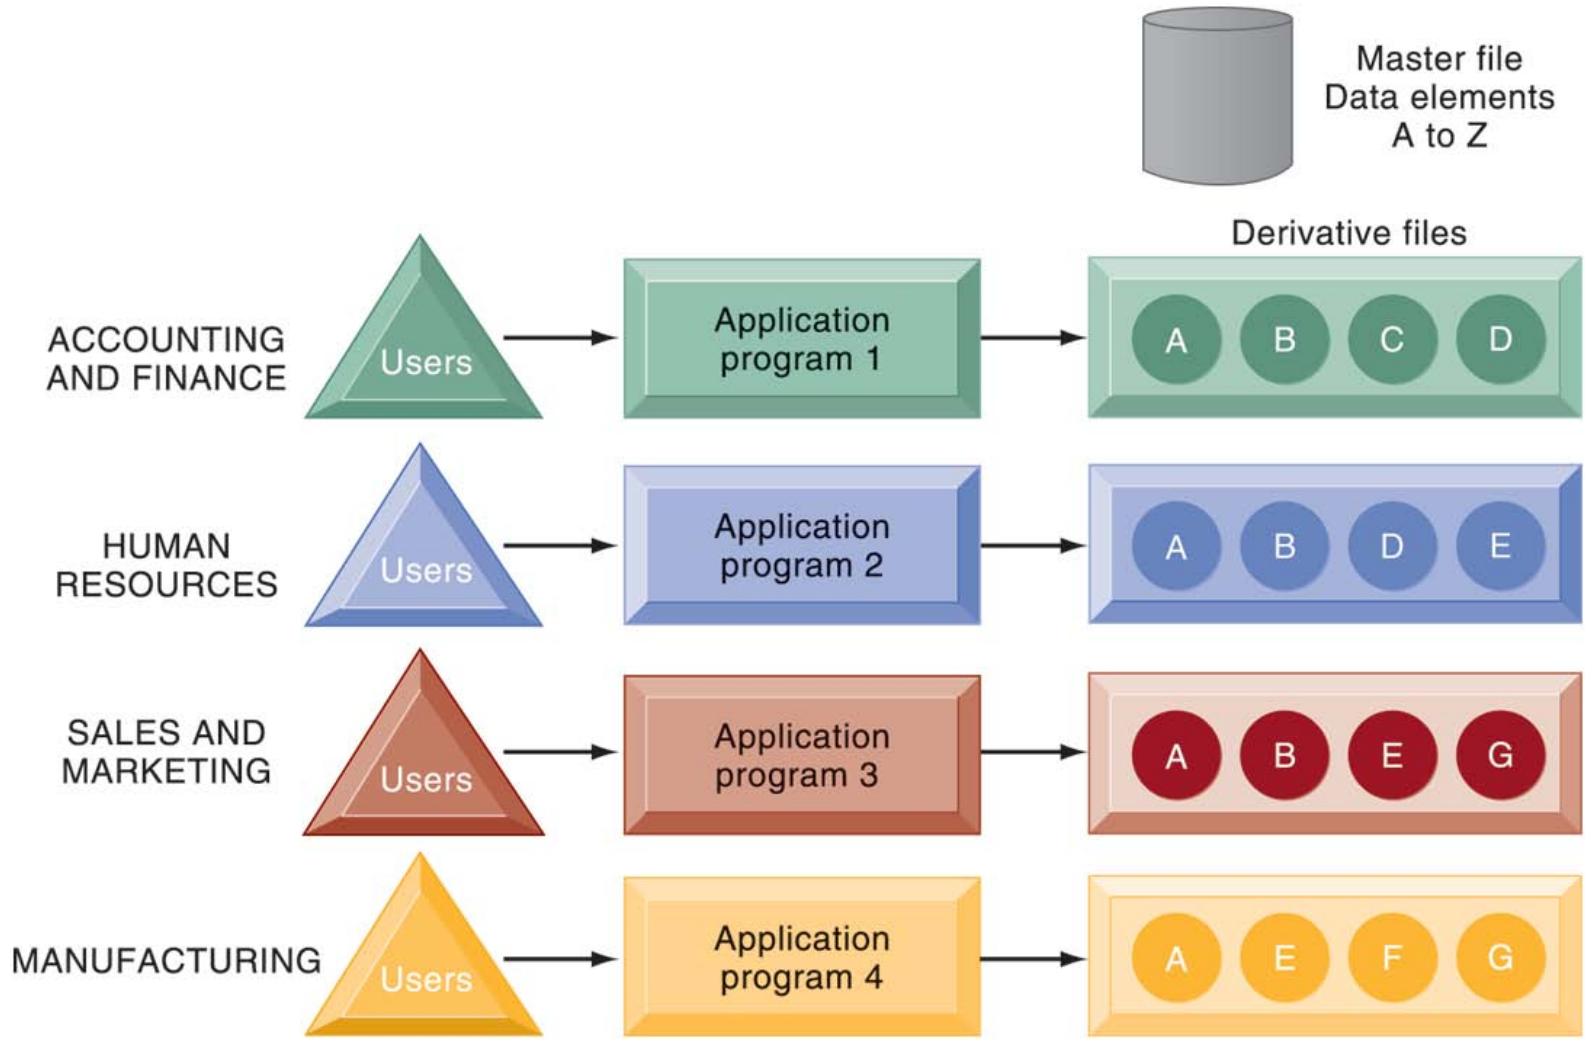 Master file
Data elements
A to Z
Derivative files
ACCOUNTING
AND FINANCE
Users
Application
program 1
A B C D
HUMAN
RESOURCES
Users
Application
program 2
A B D E
SALES AND
MARKETING
Users
Application
program 3
A B E G
MANUFACTURING
Users
Application
program 4
A E F G